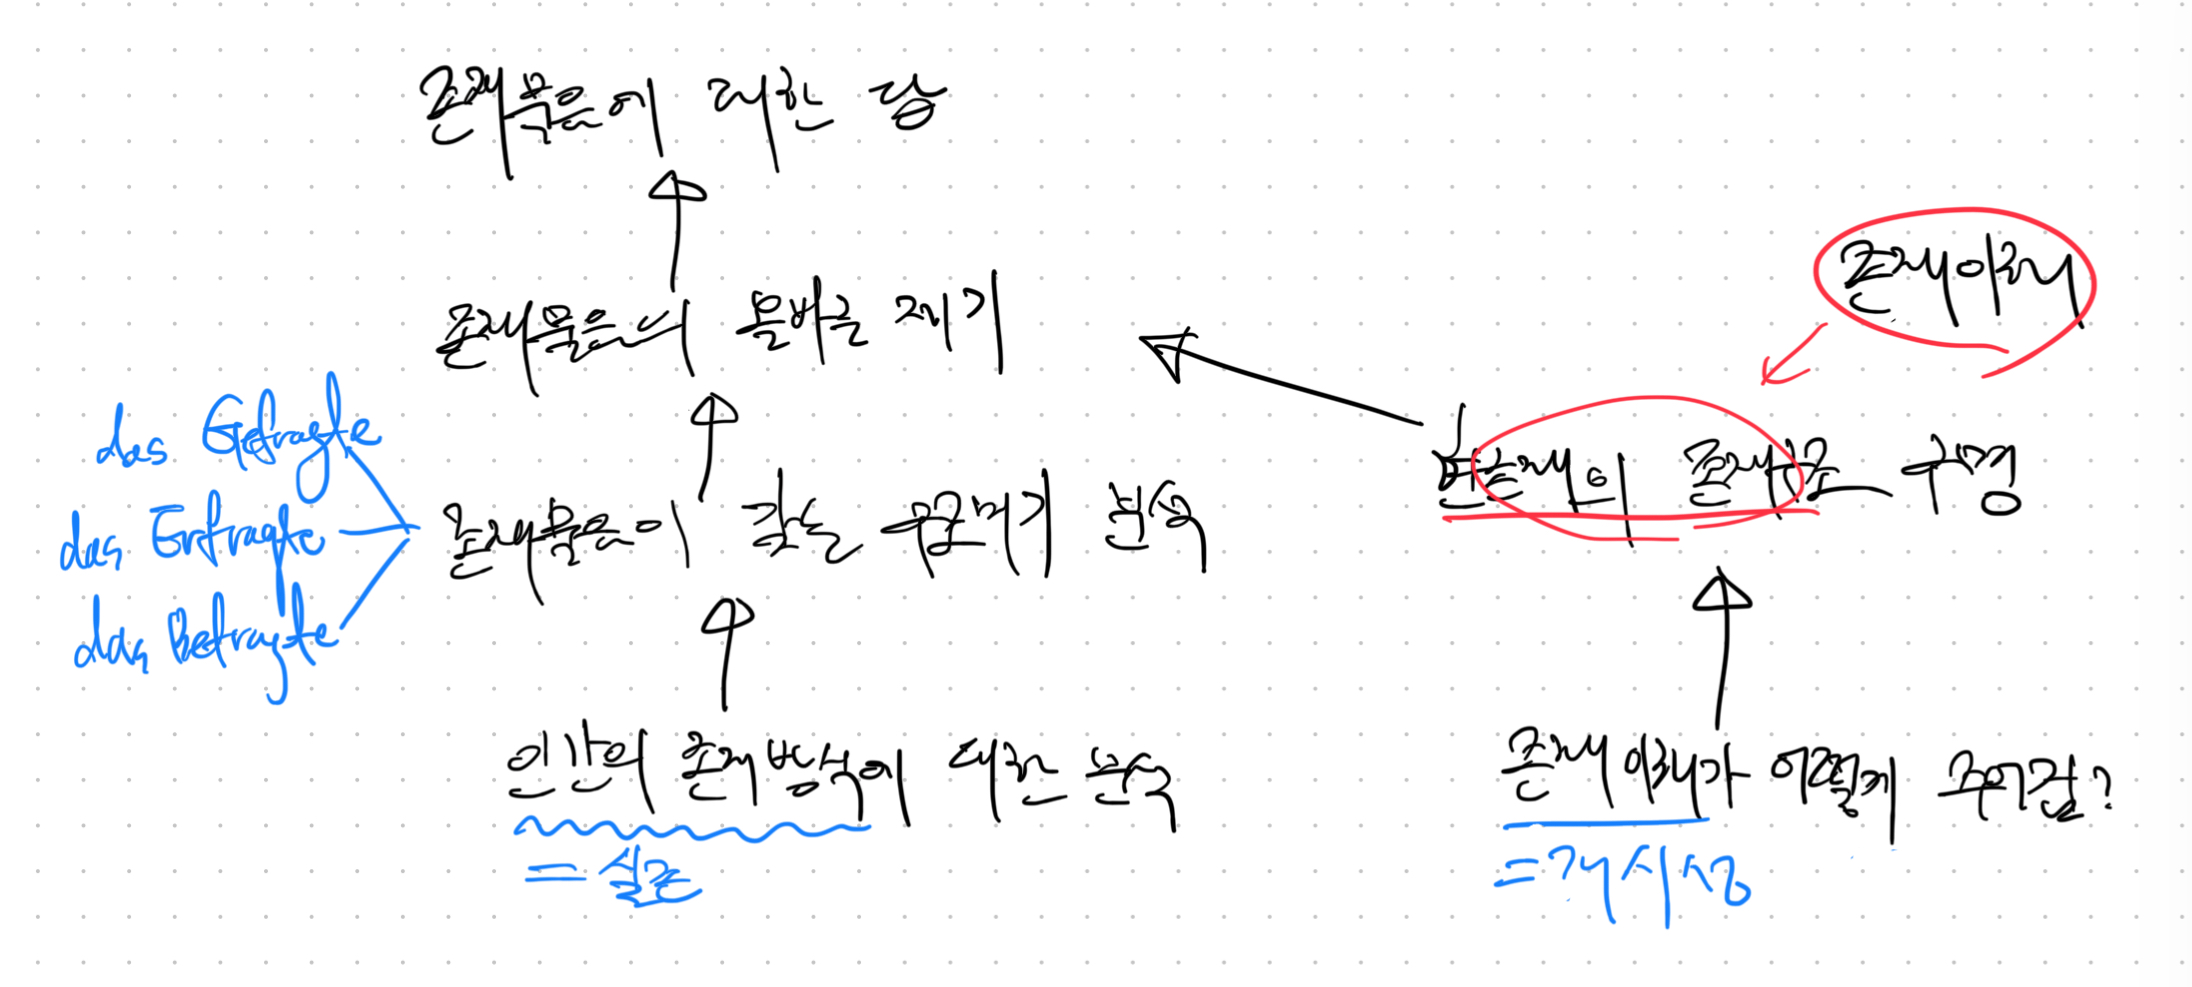 존재물음에 대한 답
존재물음의 올바른 제기
das Gefragte
das Erfragte
das Befragte
존재물음이 갖는 구조계기 분석
인간의 존재방식에 대한 분석
= 실존
존재이해
현존재의 존재구조 규명
존재이해가 어떻게 주어짐?
= 개시성